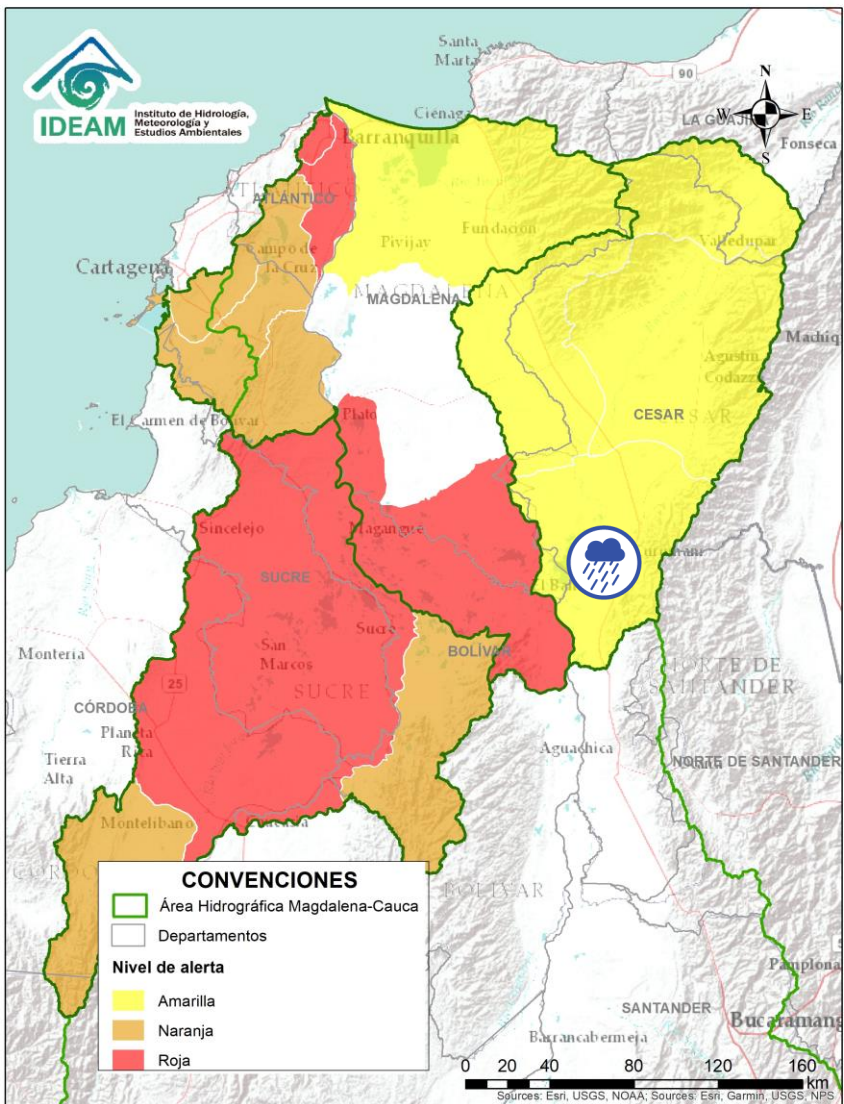 IDEAM
Instituto de Hidrología,
Meteorología y
Estudios Ambientales
Santa
Marta
90
N
W
E
S
LA GUAJI
Ciénaga
Fonseca
Barranquilla
ATLÁNTICO
Pivijay
Fundación
Valledupar
Campo de
la Cruz
Cartagena
MAGDALENA
MAGDALENA
Agustín
Codazzi
El Carmen de Bolívar
Plato
CESAR
Sincelejo
Magangué
SUCRE
San
Marcos
Sucre
BOLÍVAR
SUCRE
Montería
25
CÓRDOBA
Planeta
Rica
Tierra
Alta
NORTE DE
SANTANDER
Aguachica
NORTE DE SANTANDER
Montelíbano
BOLÍVAR
CONVENCIONES
Área Hidrográfica Magdalena-Cauca
Departamentos
Nivel de alerta
Amarilla
Naranja
Roja
Pamplona
SANTANDER
Bucaramang
Barrancabermeja
0 20 40 80 120 160
km
Sources: Esri, USGS, NOAA; Sources: Esri, Garmin, USGS, NPS